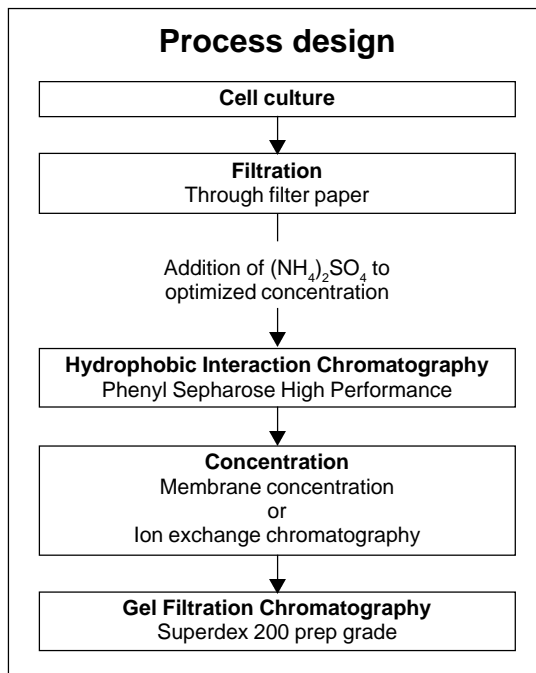 Process design
Cell culture
Filtration
Through filter paper
Addition of (NH₄)₂SO₄ to
optimized concentration
Hydrophobic Interaction Chromatography
Phenyl Sepharose High Performance
Concentration
Membrane concentration
or
Ion exchange chromatography
Gel Filtration Chromatography
Superdex 200 prep grade